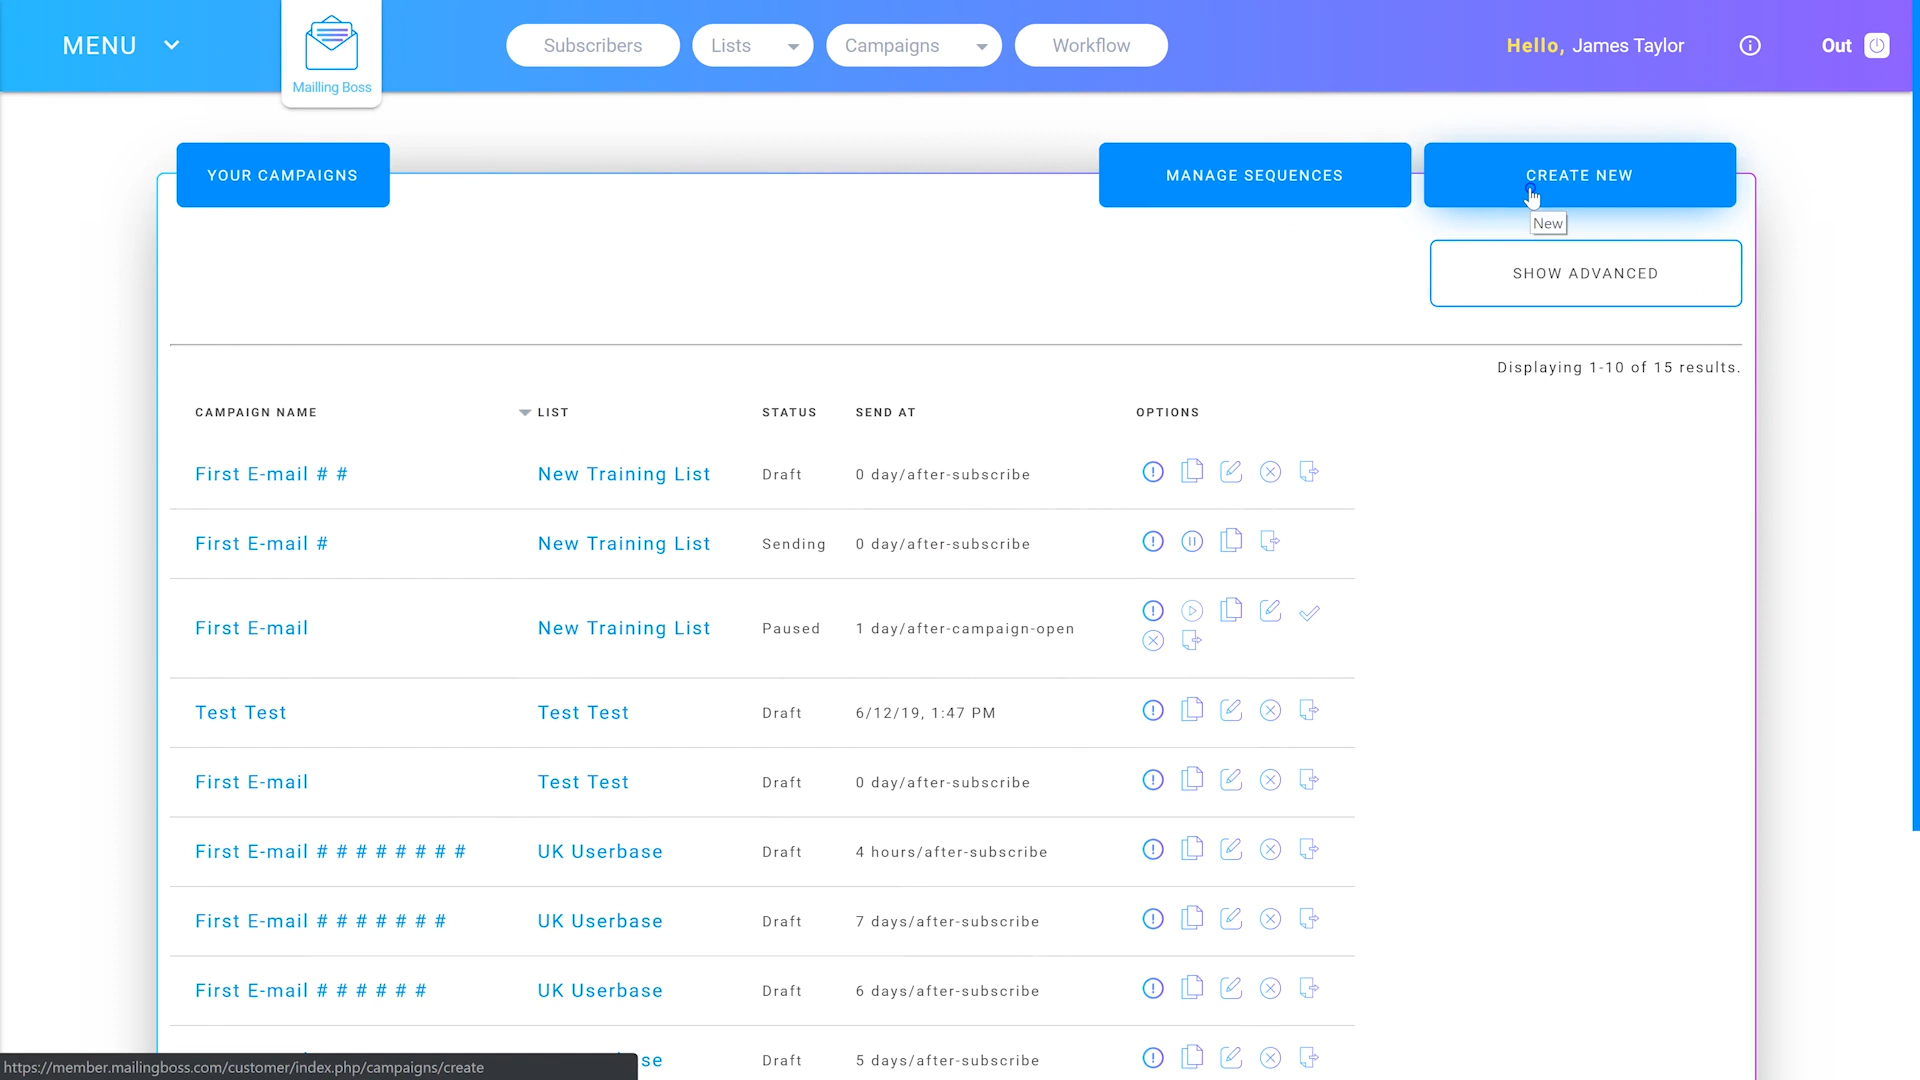 MENU
Mailling Boss
Subscribers
Lists
Campaigns
Workflow
Hello, James Taylor
Out
YOUR CAMPAIGNS
MANAGE SEQUENCES
CREATE NEW
New
SHOW ADVANCED
Displaying 1-10 of 15 results.
CAMPAIGN NAME LIST STATUS SEND AT OPTIONS
First E-mail # # New Training List Draft 0 day/after-subscribe
First E-mail # New Training List Sending 0 day/after-subscribe
First E-mail New Training List Paused 1 day/after-campaign-open
Test Test Test Test Draft 6/12/19, 1:47 PM
First E-mail Test Test Draft 0 day/after-subscribe
First E-mail # # # # # # # # UK Userbase Draft 4 hours/after-subscribe
First E-mail # # # # # # # UK Userbase Draft 7 days/after-subscribe
First E-mail # # # # # # UK Userbase Draft 6 days/after-subscribe
se Draft 5 days/after-subscribe
https://member.mailingboss.com/customer/index.php/campaigns/create